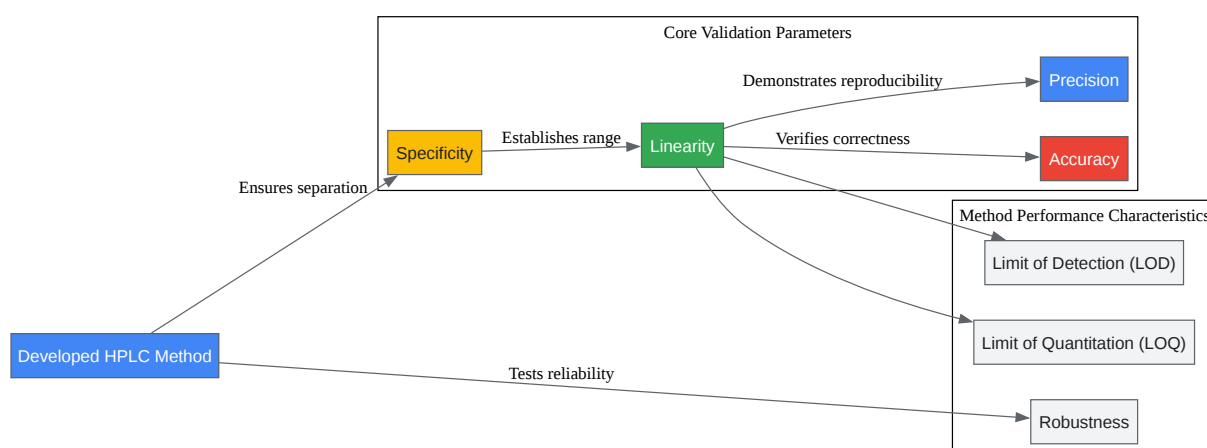 Core Validation Parameters
Demonstrates reproducibility
Precision
Specificity
Establishes range
Linearity
Verifies correctness
Accuracy
Ensures separation
Method Performance Characteristics
Limit of Detection (LOD)
Developed HPLC Method
Limit of Quantitation (LOQ)
Tests reliability
Robustness